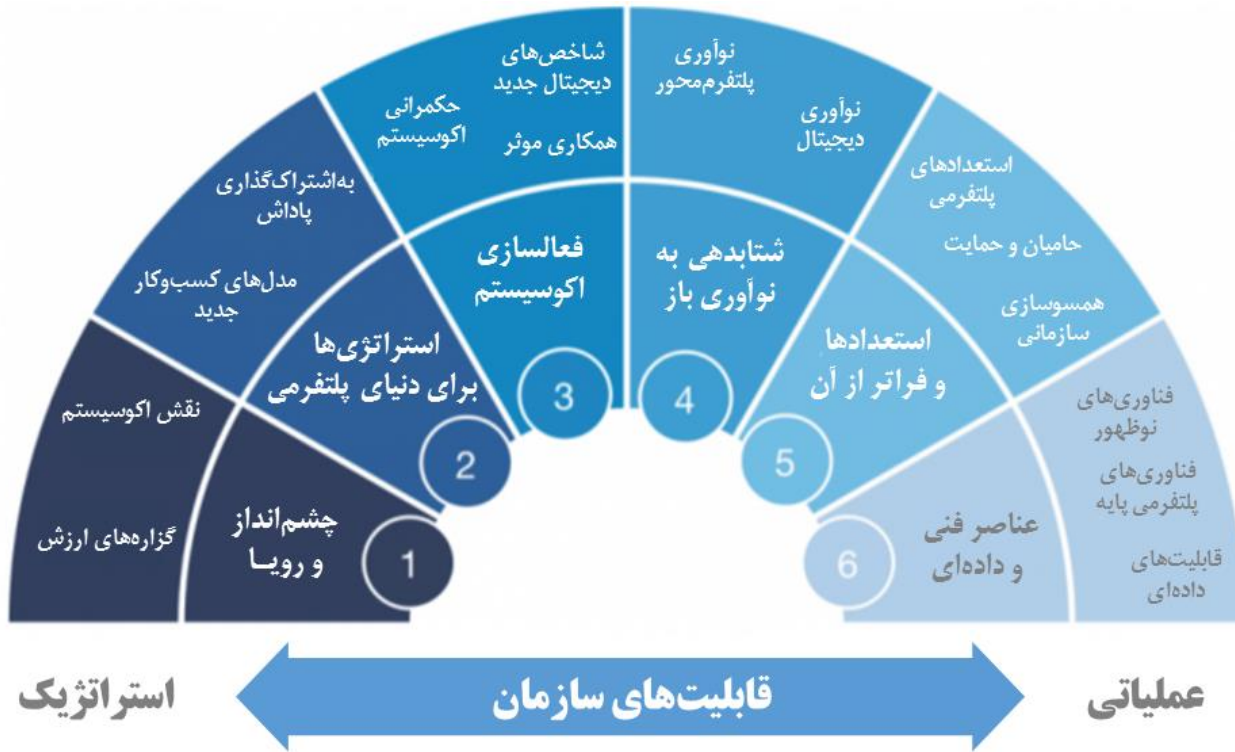 نقش اکوسیستم
گزاره‌های ارزش
چشم‌انداز
و رویـا
1
به‌اشتراک‌گذاری
پاداش
مدل‌های کسب‌وکار
جدید
استراتژی‌ها
برای دنیای پلتفرمی
2
شاخص‌های
دیجیتال جدید
حکمرانی
اکوسیستم
همکاری موثر
فعالسازی
اکوسیستم
3
نوآوری
پلتفرم‌محور
نوآوری
دیجیتال
شتابدهی به
نوآوری باز
4
استعدادهای
پلتفرمی
حامیان و حمایت
همسوسازی
سازمانی
استعدادها
و فراتر از آن
5
فناوری‌های
نوظهور
فناوری‌های
پلتفرمی پایه
قابلیت‌های
داده‌ای
عناصر فنی
و داده‌ای
6
استراتژیک
قابلیت‌های سازمان
عملیاتی